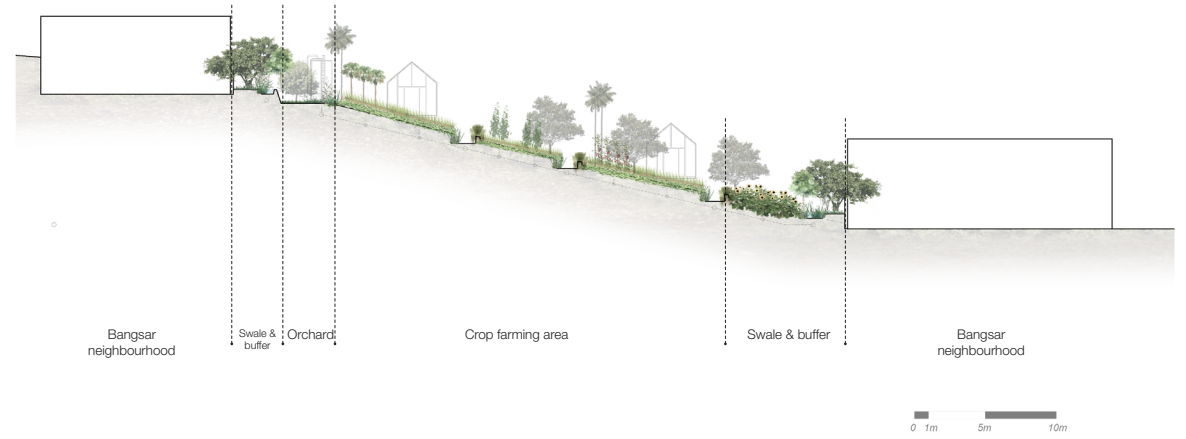 Bangsar
neighbourhood
Swale &
buffer
Orchard
Crop farming area
Swale & buffer
Bangsar
neighbourhood
0 1m 5m 10m